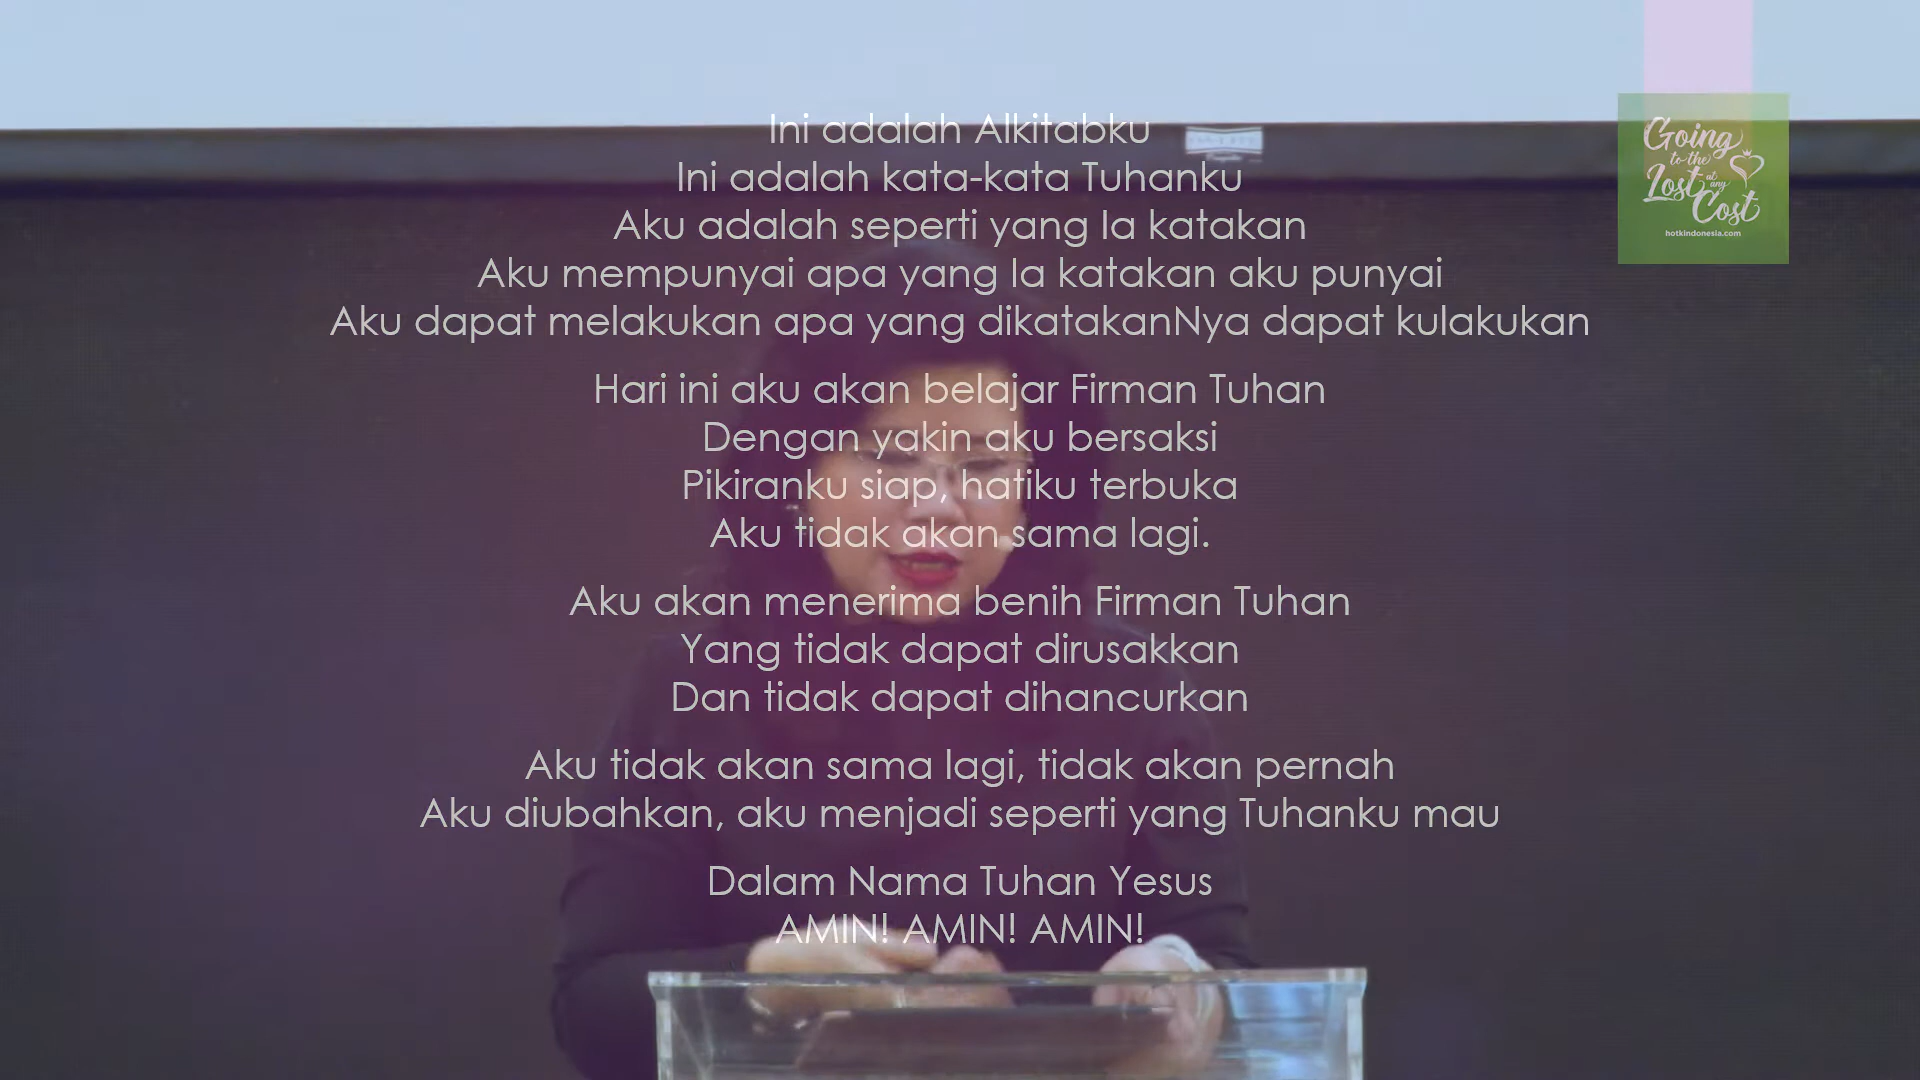 Ini adalah Alkitabku
Ini adalah kata-kata Tuhanku
Aku adalah seperti yang Ia katakan
Aku mempunyai apa yang Ia katakan aku punyai
Aku dapat melakukan apa yang dikatakanNya dapat kulakukan
Hari ini aku akan belajar Firman Tuhan
Dengan yakin aku bersaksi
Pikiranku siap, hatiku terbuka
Aku tidak akan sama lagi.
Aku akan menerima benih Firman Tuhan
Yang tidak dapat dirusakkan
Dan tidak dapat dihancurkan
Aku tidak akan sama lagi, tidak akan pernah
Aku diubahkan, aku menjadi seperti yang Tuhanku mau
Dalam Nama Tuhan Yesus
AMIN! AMIN! AMIN!
Going
to the
Lost at any
Cost
hotkindonesia.com